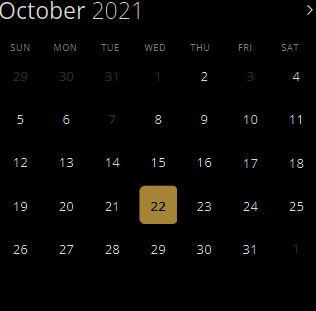 October 2021
SUN MON TUE WED THU FRI SAT
29 30 31 1 2 3 4
5 6 7 8 9 10 11
12 13 14 15 16 17 18
19 20 21 22 23 24 25
26 27 28 29 30 31 1